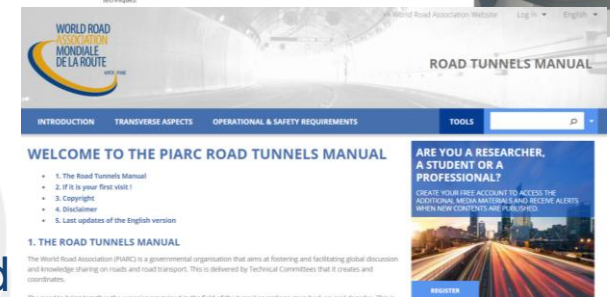 techniques.
World Road Association Website Log in English
WORLD ROAD
ASSOCIATION
MONDIALE
DE LA ROUTE
ROAD TUNNELS MANUAL
INTRODUCTION TRANSVERSE ASPECTS OPERATIONAL & SAFETY REQUIREMENTS TOOLS
WELCOME TO THE PIARC ROAD TUNNELS MANUAL
1. The Road Tunnels Manual
2. If it is your first visit !
3. Copyright
4. Disclaimer
5. Last updates of the English version
1. THE ROAD TUNNELS MANUAL
The World Road Association (PIARC) is a governmental organisation that aims at fostering and facilitating global discussion
and knowledge sharing on roads and road transport. This is delivered by Technical Committees that it creates and
coordinates.
ARE YOU A RESEARCHER,
A STUDENT OR A
PROFESSIONAL?
CREATE YOUR FREE ACCOUNT TO ACCESS THE
ADDITIONAL MEDIA MATERIALS AND RECEIVE ALERTS
WHEN NEW CONTENTS ARE PUBLISHED.
REGISTER